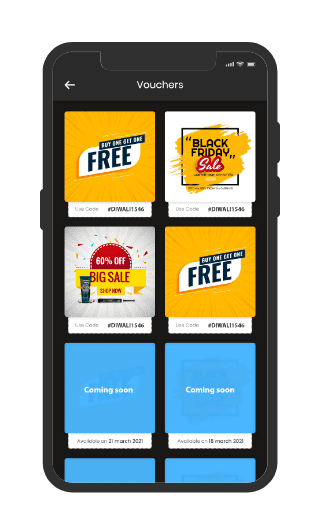 Vouchers
BUY ONE GET ONE
FREE
"BLACK
FRIDAY"
Sale
Use Code: #DIWALI1546
Use Code: #DIWALI1546
60% OFF
BIG SALE
SHOP NOW
BUY ONE GET ONE
FREE
Use Code: #DIWALI1546
Use Code: #DIWALI1546
Coming soon
Coming soon
Available on 21 march 2021
Available on 18 march 2021